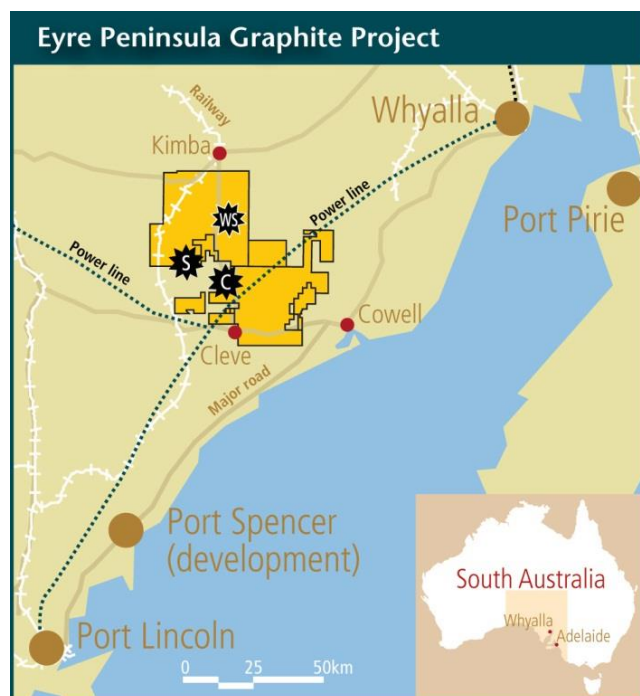 Eyre Peninsula Graphite Project
Railway
Whyalla
Kimba
Port Pirie
WS
Power line
Power line
S
C
Cowell
Cleve
Major road
Port Spencer
(development)
South Australia
Whyalla
Adelaide
Port Lincoln
0 25 50km